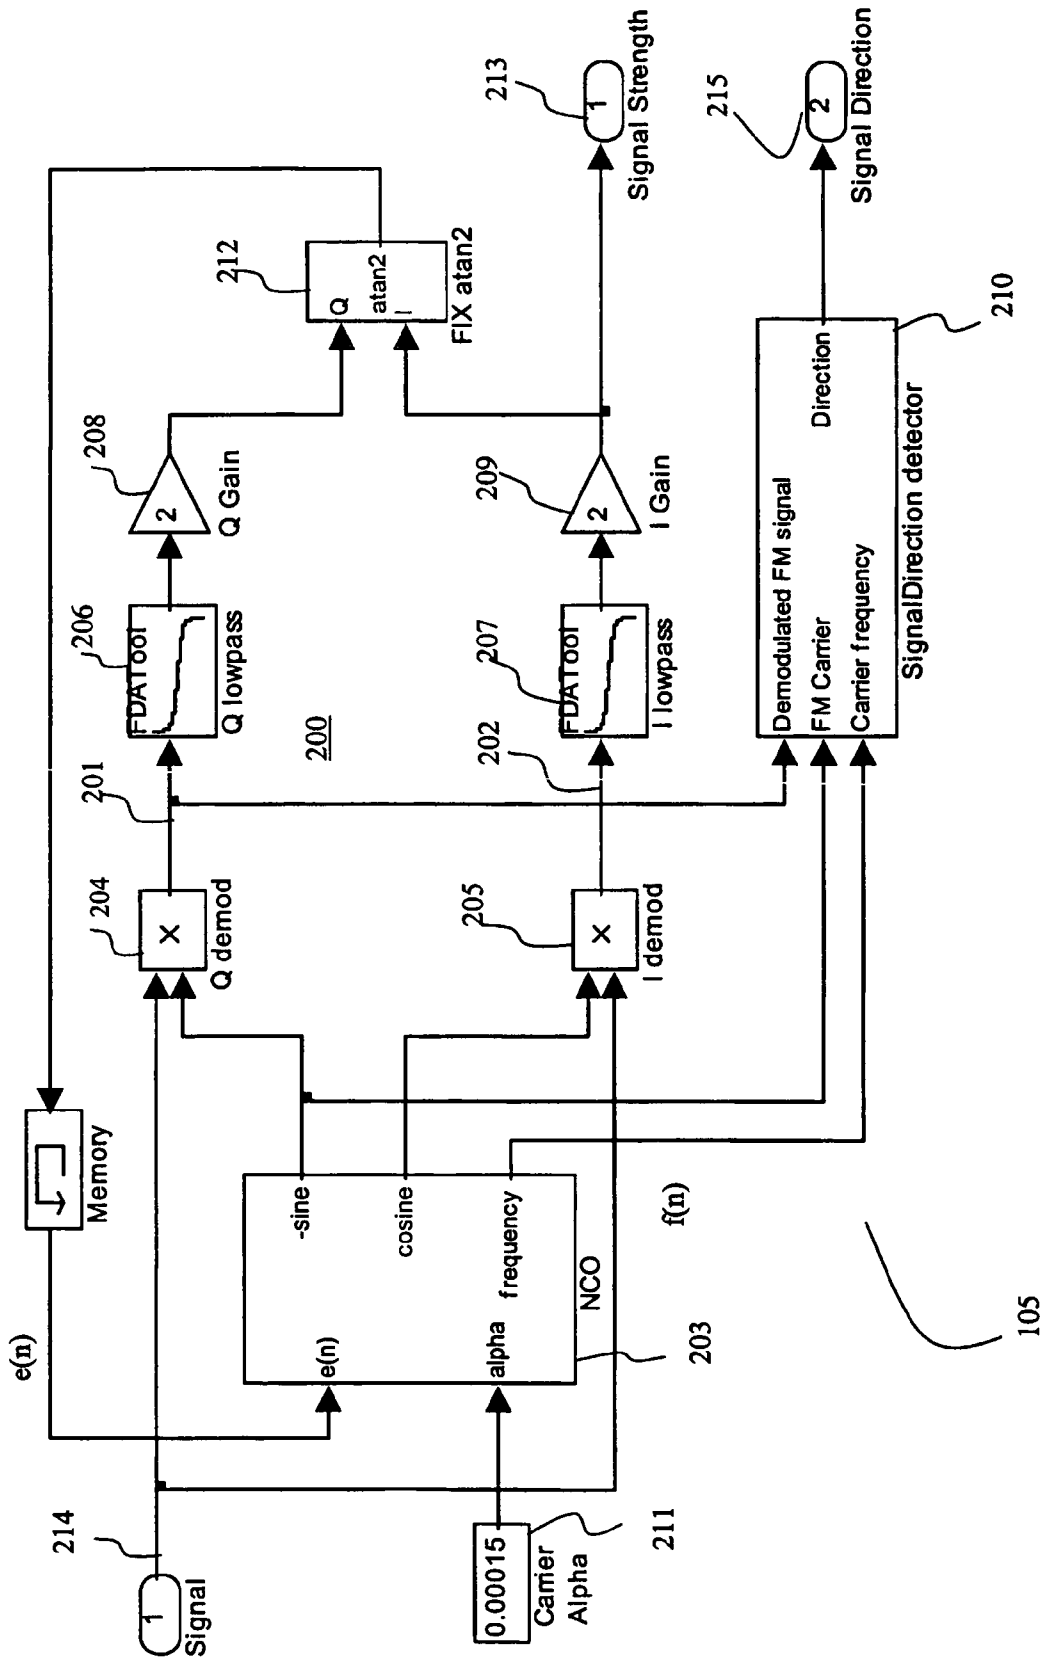 e(n)
Memory
214
1
Signal
0.00015
Carrier
Alpha
211
e(n)
alpha
-sine
cosine
frequency
NCO
203
f(n)
204
X
Q demod
205
X
I demod
201
202
200
206
FDATool
Q lowpass
207
FDATool
I lowpass
208
2
Q Gain
209
2
I Gain
212
Q
atan2
I
FIX atan2
213
1
Signal Strength
Demodulated FM signal
FM Carrier
Carrier frequency
Direction
SignalDirection detector
210
215
2
Signal Direction
105